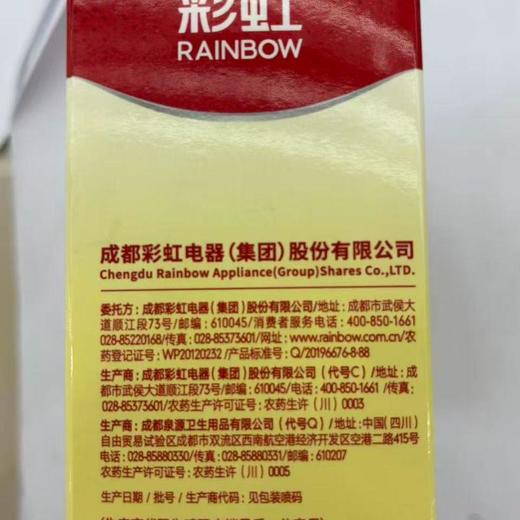 彩虹
RAINBOW
成都彩虹电器(集团)股份有限公司
Chengdu Rainbow Appliance(Group)Shares Co.,LTD.
委托方: 成都彩虹电器(集团)股份有限公司/地址: 成都市武侯大
道顺江段73号/邮编: 610045/消费者服务电话: 400-850-1661
028-85220168/传真: 028-85373601/网址: www.rainbow.com.cn/农
药登记证号: WP20120232 /产品标准号: Q/20196676-8·88
生产商: 成都彩虹电器(集团)股份有限公司 (代号C) /地址: 成
都市武侯大道顺江段73号/邮编: 610045/电话: 400-850-1661 /传真:
028-85373601/农药生产许可证号: 农药生许 (川) 0003
生产商: 成都泉源卫生用品有限公司 (代号Q) /地址: 中国(四川)
自由贸易试验区成都市双流区西南航空港经济开发区空港二路415号
电话: 028-85880330/传真: 028-85880331/邮编: 610207
农药生产许可证号: 农药生许 (川) 0005
生产日期 / 批号 / 生产商代码: 见包装喷码